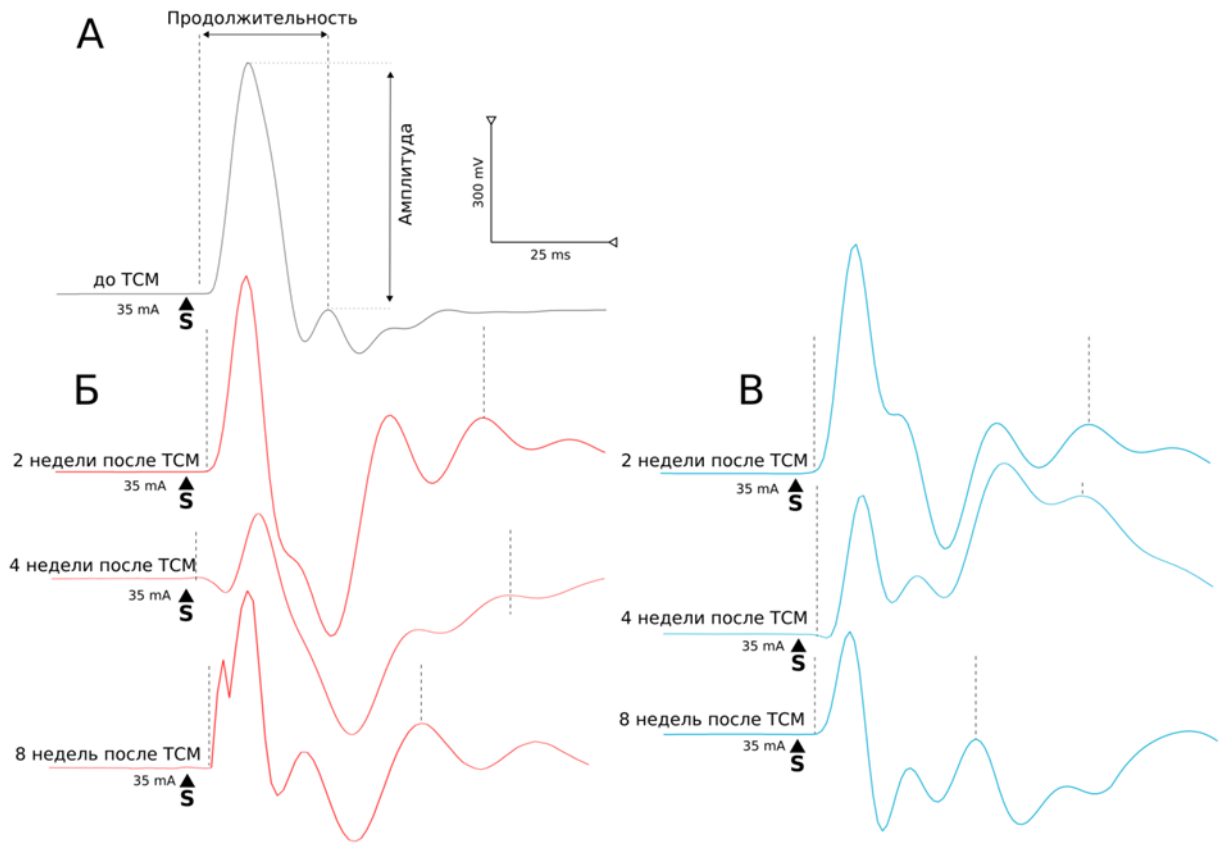 А
Продолжительность
Амплитуда
300 mV
25 ms
до ТСМ
35 mA
S
Б
2 недели после ТСМ
35 mA
S
4 недели после ТСМ
35 mA
S
8 недель после ТСМ
35 mA
S
В
2 недели после ТСМ
35 mA
S
4 недели после ТСМ
35 mA
S
8 недель после ТСМ
35 mA
S